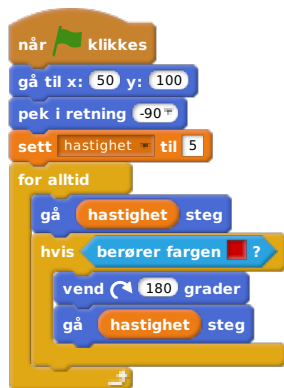 når klikkes
gå til x: 50 y: 100
pek i retning -90
sett hastighet til 5
for alltid
gå hastighet steg
hvis berører fargen ?
vend 180 grader
gå hastighet steg